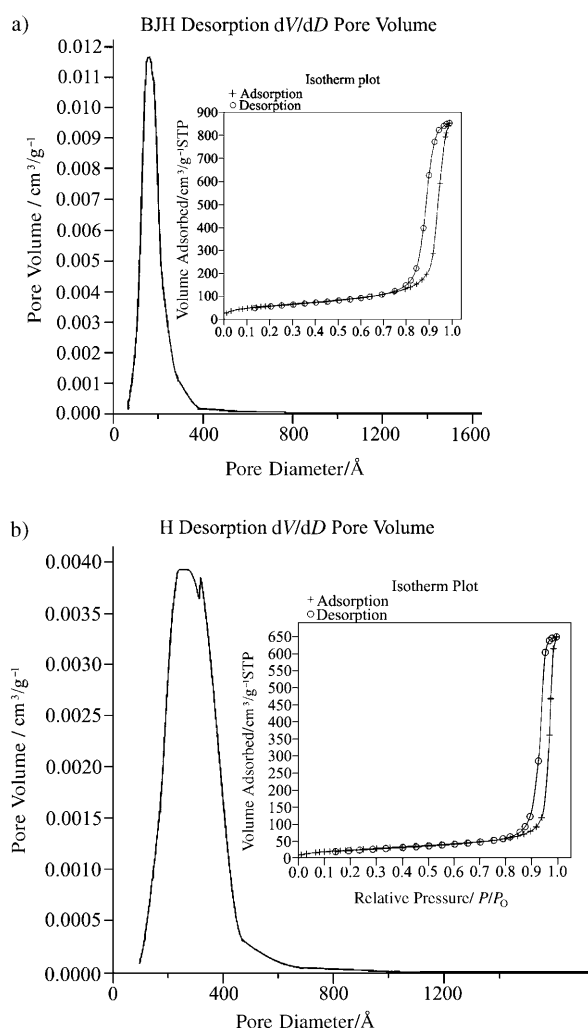 a)
BJH Desorption dV/dD Pore Volume
Pore Volume / cm³/g⁻¹
0.012
0.011
0.010
0.009
0.008
0.007
0.006
0.005
0.004
0.003
0.002
0.001
0.000
0 400 800 1200 1600
Pore Diameter/Å
Isotherm plot
+ Adsorption
○ Desorption
Volume Adsorbed/cm³/g⁻¹STP
900
800
700
600
500
400
300
200
100
0
0.0 0.1 0.2 0.3 0.4 0.5 0.6 0.7 0.8 0.9 1.0
b)
H Desorption dV/dD Pore Volume
Pore Volume / cm³/g⁻¹
0.0040
0.0035
0.0030
0.0025
0.0020
0.0015
0.0010
0.0005
0.0000
0 400 800 1200
Pore Diameter/Å
Isotherm Plot
+ Adsorption
○ Desorption
Volume Adsorbed/cm³/g⁻¹STP
650
600
550
500
450
400
350
300
250
200
150
100
50
0
0.0 0.1 0.2 0.3 0.4 0.5 0.6 0.7 0.8 0.9 1.0
Relative Pressure/ P/P₀